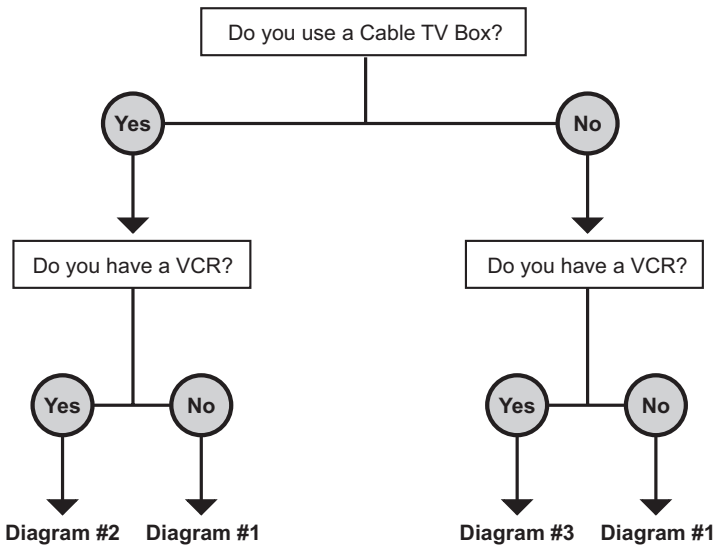 Do you use a Cable TV Box?
Yes
No
Do you have a VCR?
Do you have a VCR?
Yes
No
Yes
No
Diagram #2
Diagram #1
Diagram #3
Diagram #1